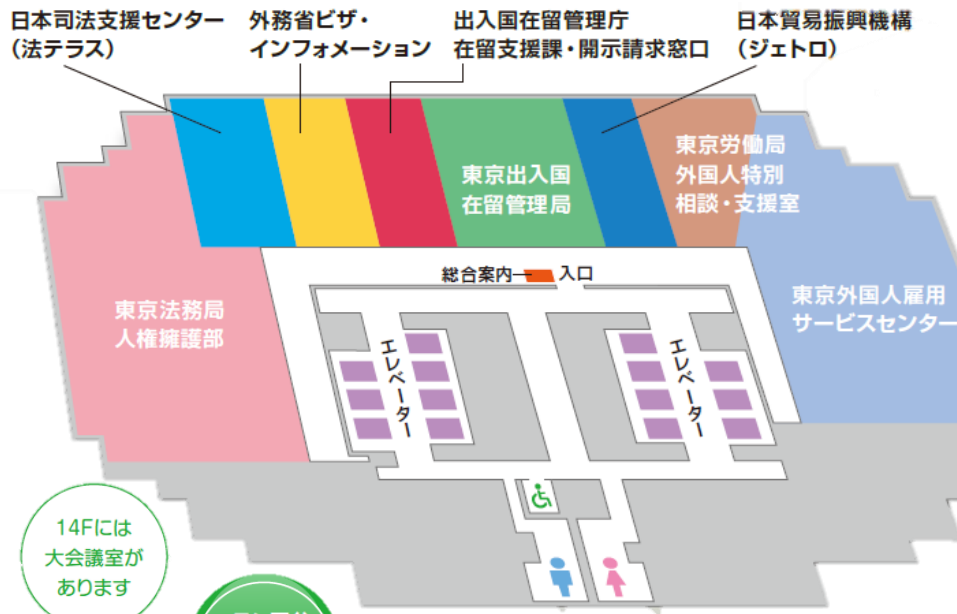 日本司法支援センター
（法テラス）
外務省ビザ・
インフォメーション
出入国在留管理庁
在留支援課・開示請求窓口
日本貿易振興機構
（ジェトロ）
東京出入国
在留管理局
東京労働局
外国人特別
相談・支援室
総合案内
入口
東京法務局
人権擁護部
東京外国人雇用
サービスセンター
エレベーター
エレベーター
14Fには
大会議室が
あります